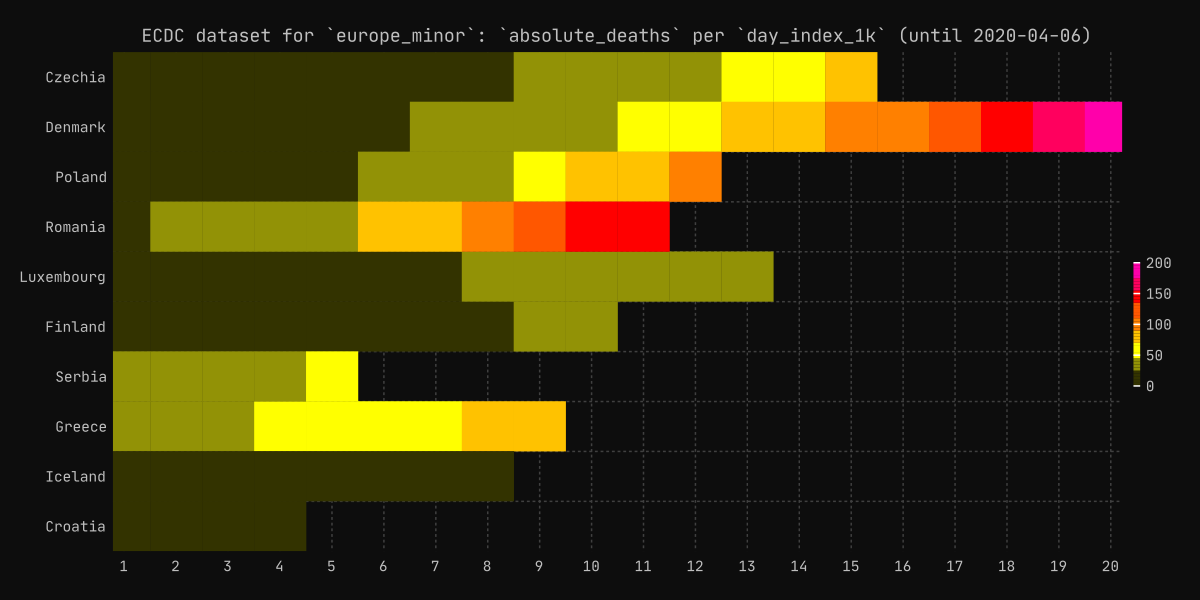 ECDC dataset for `europe_minor`: `absolute_deaths` per `day_index_1k` (until 2020-04-06)
Czechia
Denmark
Poland
Romania
Luxembourg
Finland
Serbia
Greece
Iceland
Croatia
1 2 3 4 5 6 7 8 9 10 11 12 13 14 15 16 17 18 19 20
200
150
100
50
0